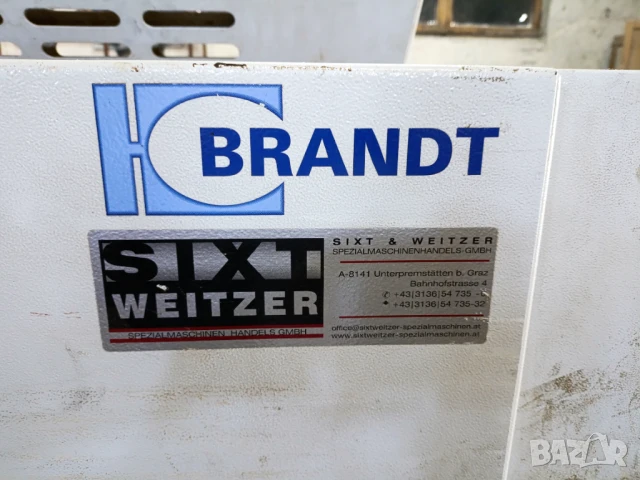 BRANDT
SIXT
WEITZER
SPEZIALMASCHINEN HANDELS GMBH
SIXT & WEITZER
SPEZIALMASCHINENHANDELS-GMBH
A-8141 Unterpremstätten b. Graz
Bahnhofstrasse 4
+43|3136|54 735
+43|3136|54 735-32
office@sixtweitzer-spezialmaschinen.at
www.sixtweitzer-spezialmaschinen.at
BAZAR